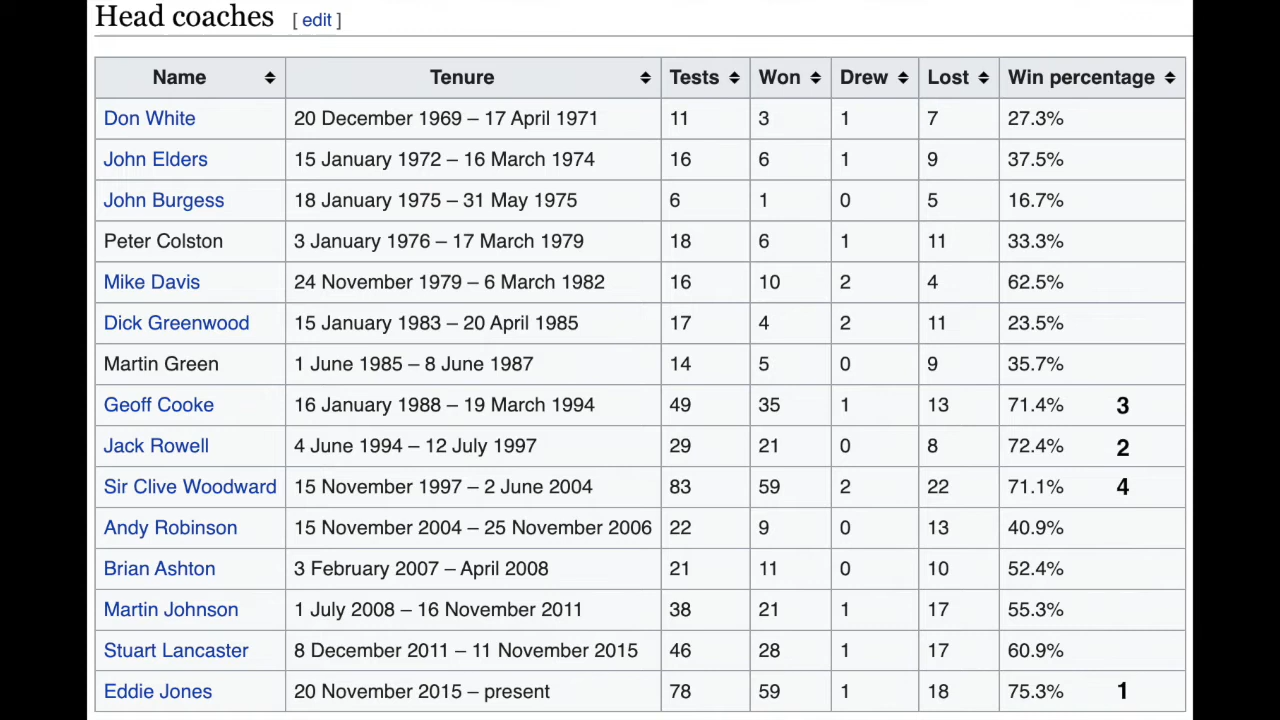 Head coaches [ edit ]
Name Tenure Tests Won Drew Lost Win percentage
Don White 20 December 1969 – 17 April 1971 11 3 1 7 27.3%
John Elders 15 January 1972 – 16 March 1974 16 6 1 9 37.5%
John Burgess 18 January 1975 – 31 May 1975 6 1 0 5 16.7%
Peter Colston 3 January 1976 – 17 March 1979 18 6 1 11 33.3%
Mike Davis 24 November 1979 – 6 March 1982 16 10 2 4 62.5%
Dick Greenwood 15 January 1983 – 20 April 1985 17 4 2 11 23.5%
Martin Green 1 June 1985 – 8 June 1987 14 5 0 9 35.7%
Geoff Cooke 16 January 1988 – 19 March 1994 49 35 1 13 71.4% 3
Jack Rowell 4 June 1994 – 12 July 1997 29 21 0 8 72.4% 2
Sir Clive Woodward 15 November 1997 – 2 June 2004 83 59 2 22 71.1% 4
Andy Robinson 15 November 2004 – 25 November 2006 22 9 0 13 40.9%
Brian Ashton 3 February 2007 – April 2008 21 11 0 10 52.4%
Martin Johnson 1 July 2008 – 16 November 2011 38 21 1 17 55.3%
Stuart Lancaster 8 December 2011 – 11 November 2015 46 28 1 17 60.9%
Eddie Jones 20 November 2015 – present 78 59 1 18 75.3% 1